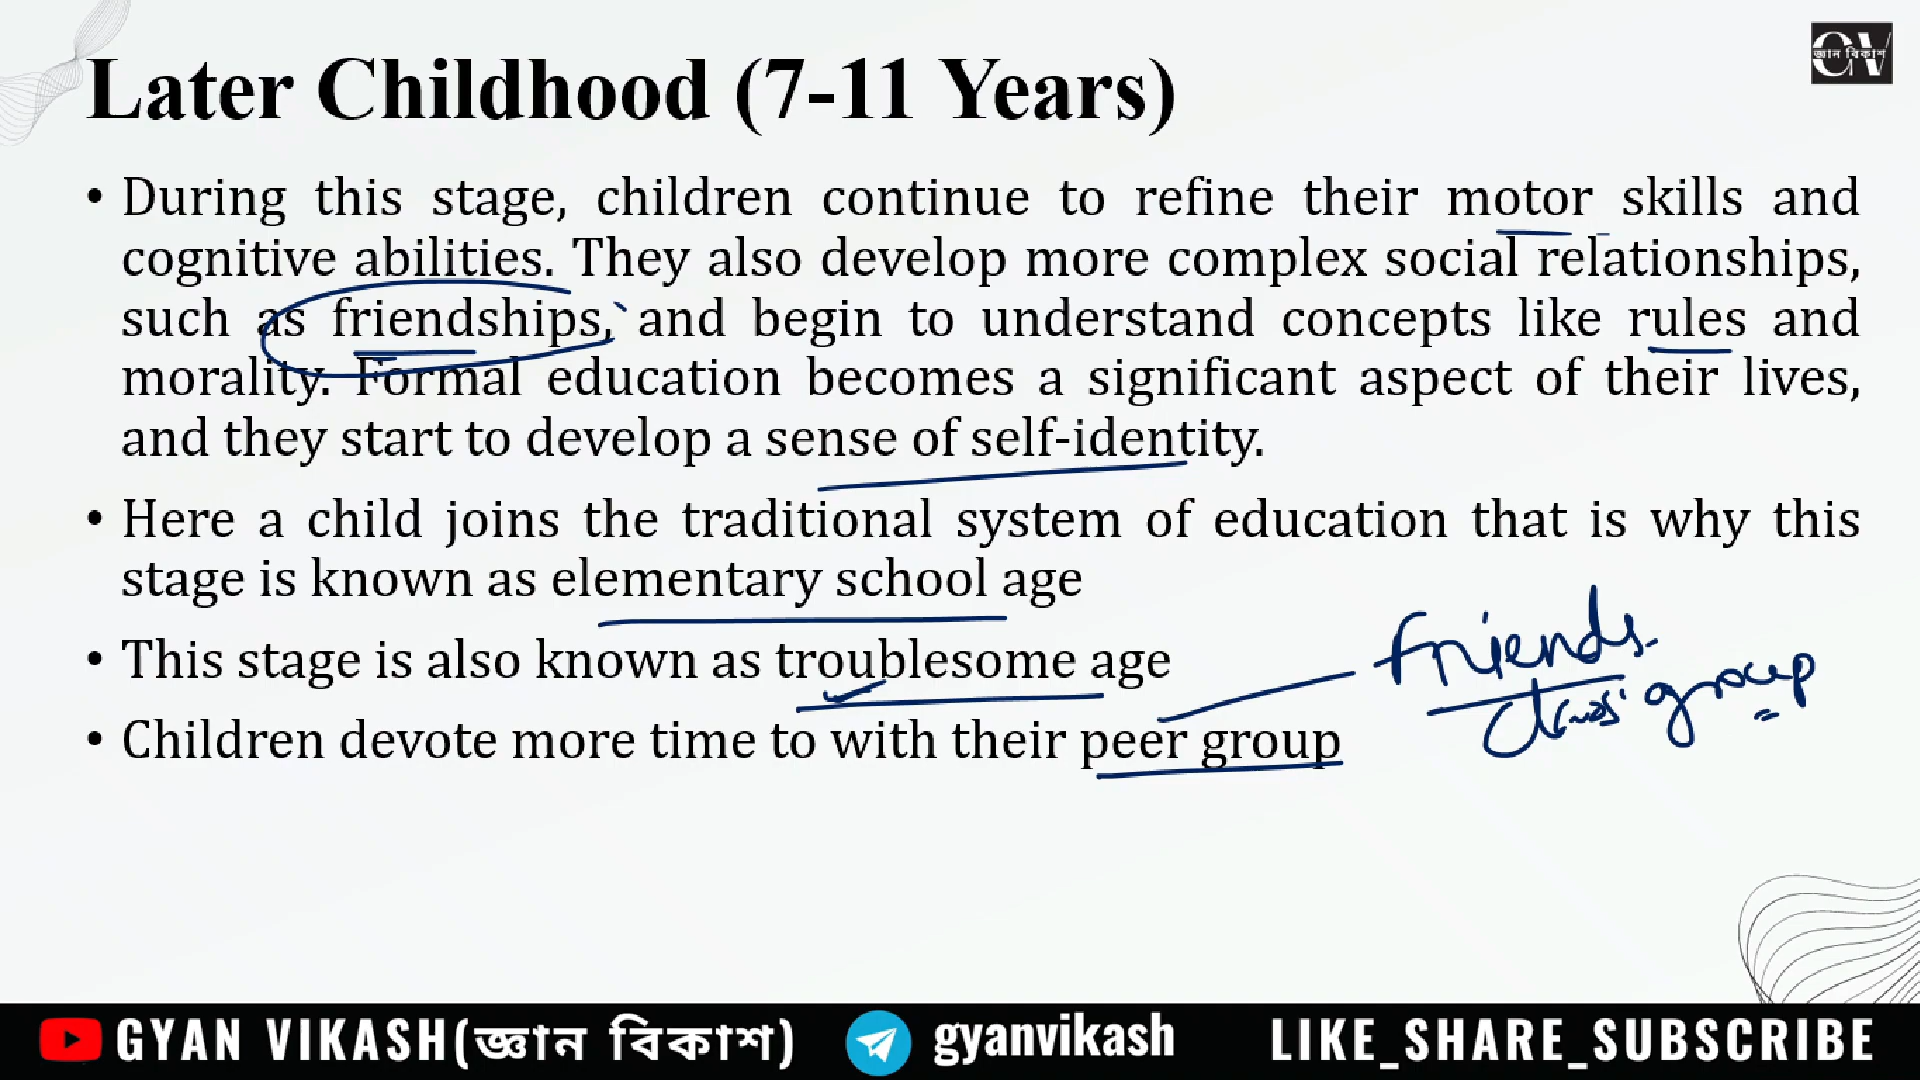 Later Childhood (7-11 Years)
জ্ঞান বিকাশ
GV
• During this stage, children continue to refine their motor skills and
cognitive abilities. They also develop more complex social relationships,
such as friendships, and begin to understand concepts like rules and
morality. Formal education becomes a significant aspect of their lives,
and they start to develop a sense of self-identity.
• Here a child joins the traditional system of education that is why this
stage is known as elementary school age
• This stage is also known as troublesome age
• Children devote more time to with their peer group
friends
group
GYAN VIKASH(জ্ঞান বিকাশ)
gyanvikash
LIKE_SHARE_SUBSCRIBE